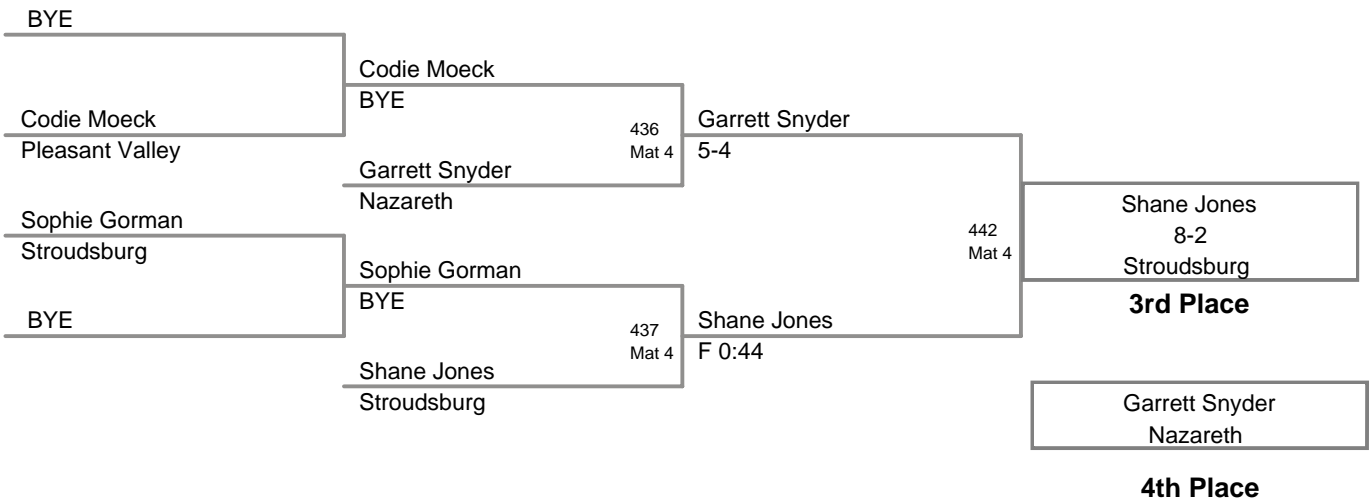 BYE
Codie Moeck
BYE
Codie Moeck
Pleasant Valley
436
Mat 4
Garrett Snyder
5-4
Garrett Snyder
Nazareth
Sophie Gorman
Stroudsburg
442
Mat 4
Shane Jones
8-2
Stroudsburg
3rd Place
Sophie Gorman
BYE
BYE
437
Mat 4
Shane Jones
F 0:44
Shane Jones
Stroudsburg
Garrett Snyder
Nazareth
4th Place